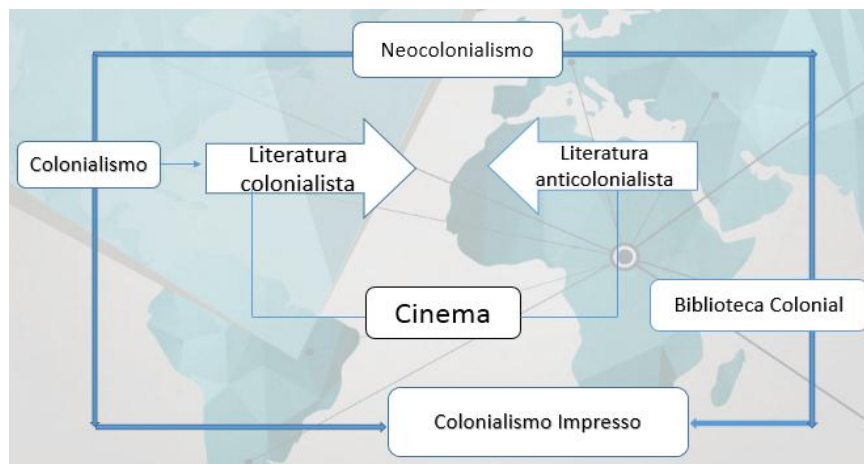 Neocolonialismo
Colonialismo
Literatura
colonialista
Literatura
anticolonialista
Cinema
Biblioteca Colonial
Colonialismo Impresso